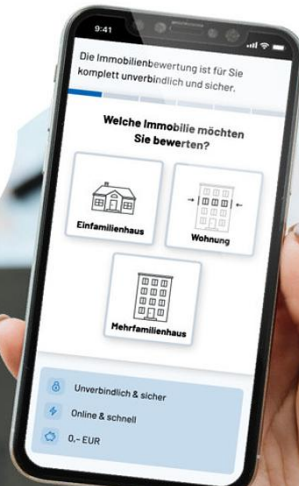 9:41
Die Immobilienbewertung ist für Sie
komplett unverbindlich und sicher.
Welche Immobilie möchten
Sie bewerten?
Einfamilienhaus
Wohnung
Mehrfamilienhaus
Unverbindlich & sicher
Online & schnell
0,- EUR